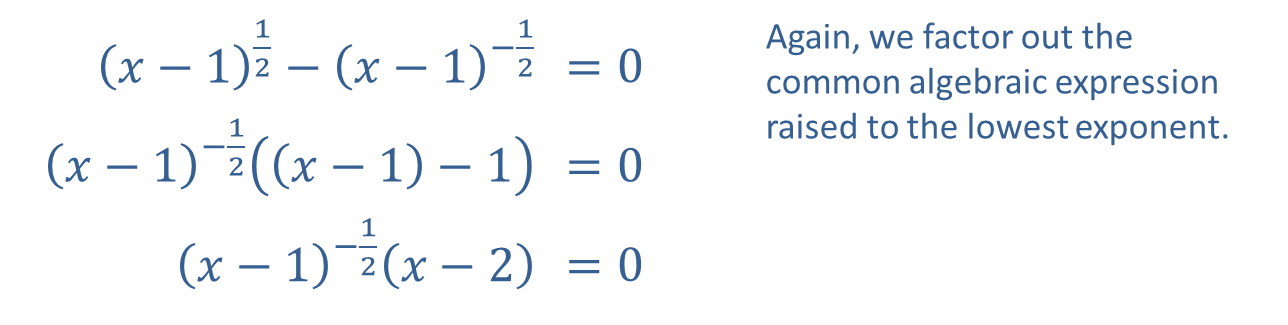 (x − 1)^{1/2} − (x − 1)^{−1/2} = 0
(x − 1)^{−1/2}((x − 1) − 1) = 0
(x − 1)^{−1/2}(x − 2) = 0
Again, we factor out the
common algebraic expression
raised to the lowest exponent.